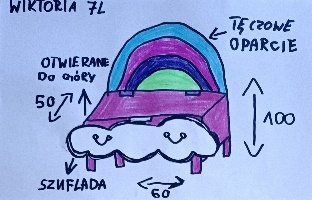 WIKTORIA 7L
TĘCZOWE
OPARCIE
OTWIERANE
DO GÓRY
50
100
SZUFLADA
60